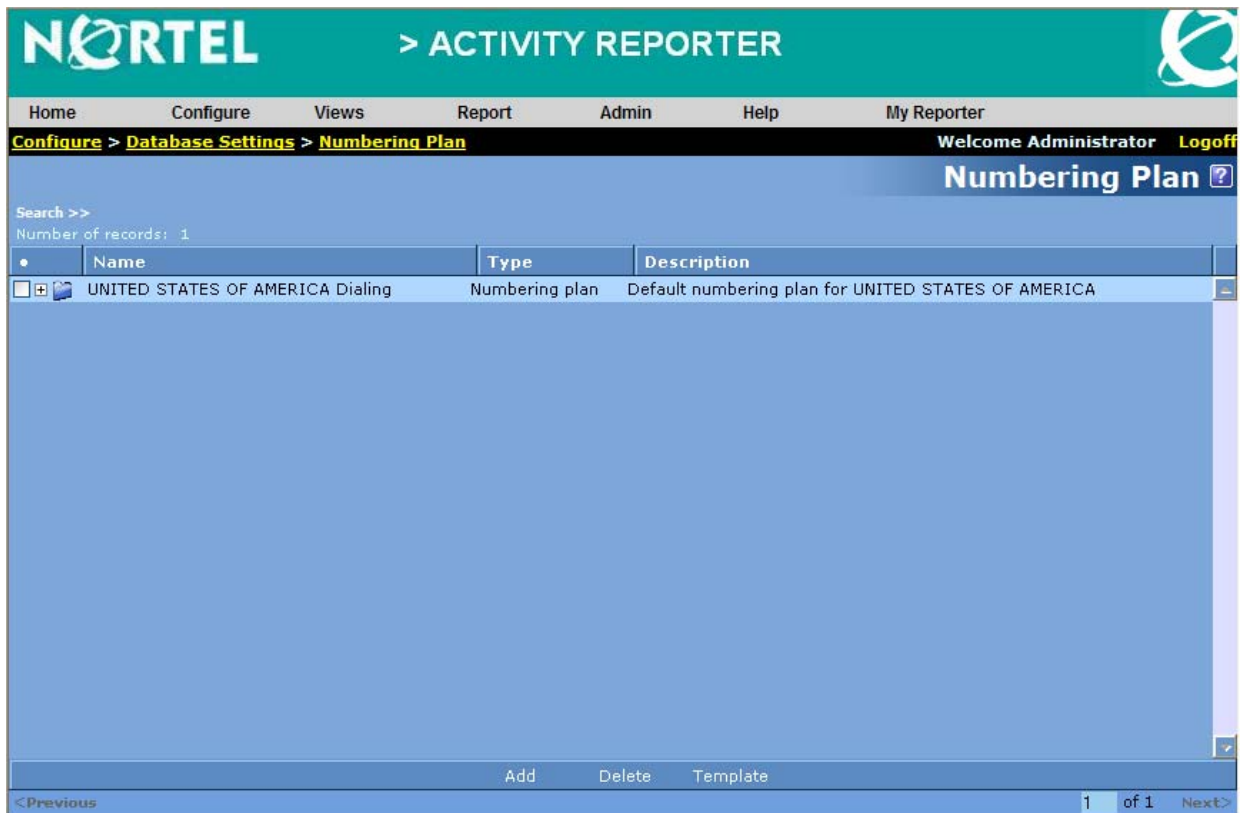 NORTEL > ACTIVITY REPORTER
Home Configure Views Report Admin Help My Reporter
Configure > Database Settings > Numbering Plan Welcome Administrator Logoff
Numbering Plan ?
Search >>
Number of records: 1
Name Type Description
UNITED STATES OF AMERICA Dialing Numbering plan Default numbering plan for UNITED STATES OF AMERICA
Add Delete Template
<Previous 1 of 1 Next>